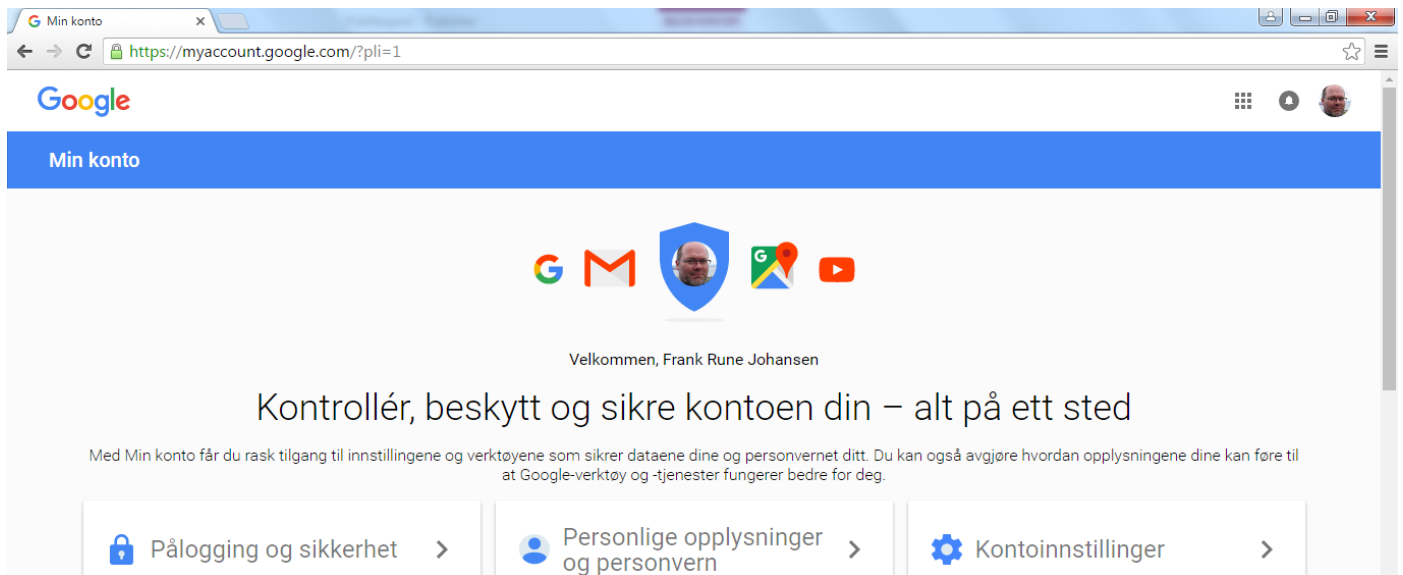 Min konto
https://myaccount.google.com/?pli=1
Google
Min konto
G
G
Velkommen, Frank Rune Johansen
Kontrollér, beskytt og sikre kontoen din – alt på ett sted
Med Min konto får du rask tilgang til innstillingene og verktøyene som sikrer dataene dine og personvernet ditt. Du kan også avgjøre hvordan opplysningene dine kan føre til
at Google-verktøy og -tjenester fungerer bedre for deg.
Pålogging og sikkerhet
Personlige opplysninger
og personvern
Kontoinnstillinger